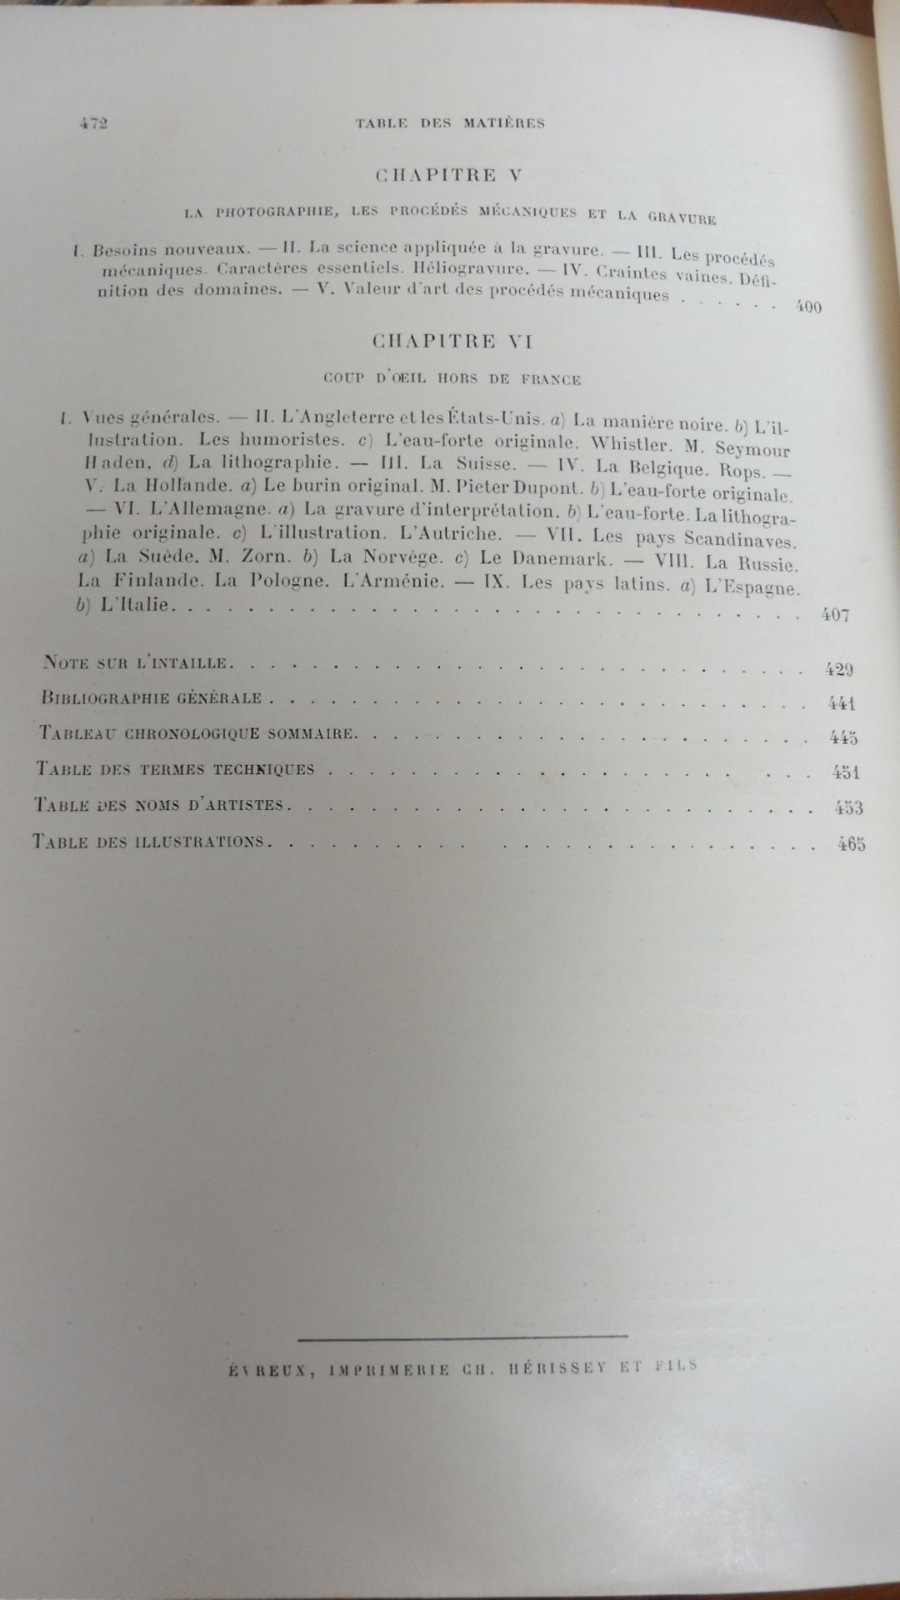 472 TABLE DES MATIÈRES
CHAPITRE V
LA PHOTOGRAPHIE, LES PROCÉDÉS MÉCANIQUES ET LA GRAVURE
I. Besoins nouveaux. — II. La science appliquée à la gravure. — III. Les procédés
mécaniques. Caractères essentiels. Héliogravure. — IV. Craintes vaines. Défi-
nition des domaines. — V. Valeur d'art des procédés mécaniques . . . . . . 400
CHAPITRE VI
COUP D'ŒIL HORS DE FRANCE
I. Vues générales. — II. L'Angleterre et les États-Unis. a) La manière noire. b) L'il-
lustration. Les humoristes. c) L'eau-forte originale. Whistler. M. Seymour
Haden, d) La lithographie. — III. La Suisse. — IV. La Belgique. Rops. —
V. La Hollande. a) Le burin original. M. Pieter Dupont. b) L'eau-forte originale.
— VI. L'Allemagne. a) La gravure d'interprétation. b) L'eau-forte. La lithogra-
phie originale. c) L'illustration. L'Autriche. — VII. Les pays Scandinaves.
a) La Suède. M. Zorn. b) La Norvège. c) Le Danemark. — VIII. La Russie.
La Finlande. La Pologne. L'Arménie. — IX. Les pays latins. a) L'Espagne.
b) L'Italie. . . . . . . . . . . . . . . . . . . . . . . . . . . . . 407
NOTE SUR L'INTAILLE. . . . . . . . . . . . . . . . . . . . . . . . . 429
BIBLIOGRAPHIE GÉNÉRALE . . . . . . . . . . . . . . . . . . . . . . . . 441
TABLEAU CHRONOLOGIQUE SOMMAIRE. . . . . . . . . . . . . . . . . . . . 445
TABLE DES TERMES TECHNIQUES . . . . . . . . . . . . . . . . . . . . . 451
TABLE DES NOMS D'ARTISTES. . . . . . . . . . . . . . . . . . . . . . . 453
TABLE DES ILLUSTRATIONS. . . . . . . . . . . . . . . . . . . . . . . . 465
ÉVREUX, IMPRIMERIE CH. HÉRISSEY ET FILS